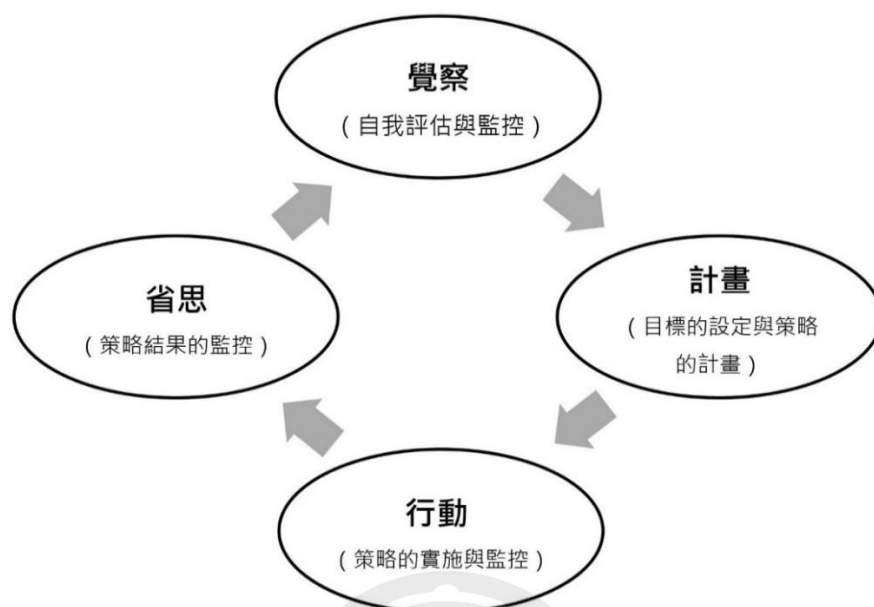 覺察
（自我評估與監控）
計畫
（目標的設定與策略
的計畫）
省思
（策略結果的監控）
行動
（策略的實施與監控）